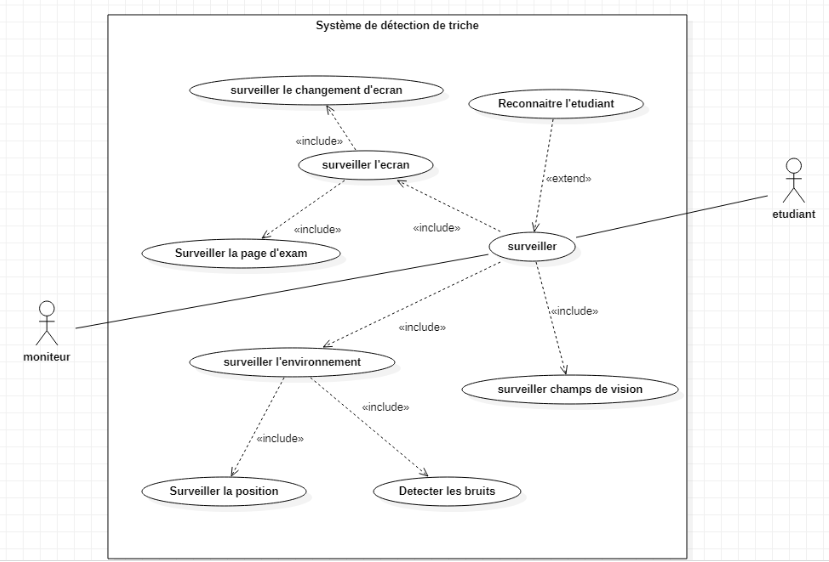 Système de détection de triche
surveiller le changement d'ecran
Reconnaitre l'etudiant
«include»
surveiller l'ecran
«extend»
etudiant
«include»
«include»
Surveiller la page d'exam
surveiller
«include»
«include»
moniteur
surveiller l'environnement
surveiller champs de vision
«include»
«include»
Surveiller la position
Detecter les bruits